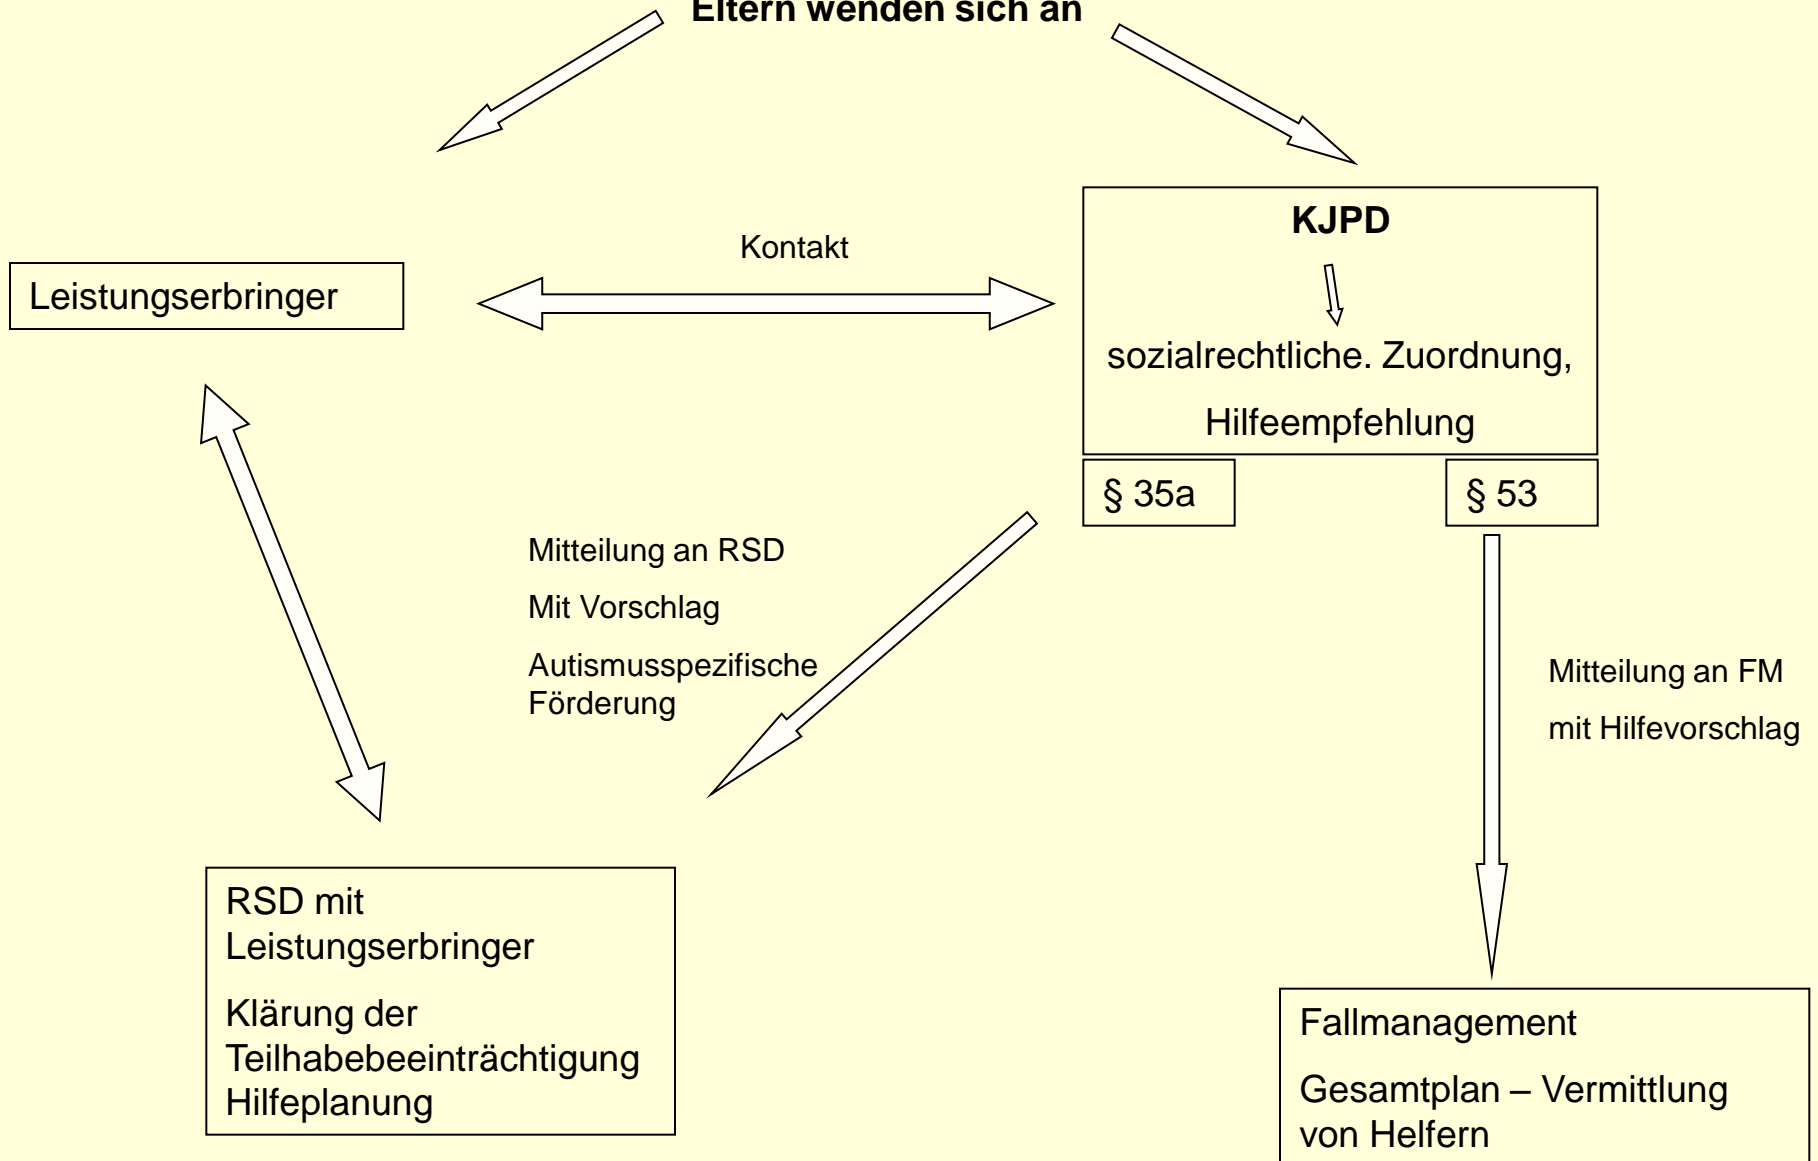 Eltern wenden sich an
KJPD
Kontakt
Leistungserbringer
sozialrechtliche. Zuordnung,
Hilfeempfehlung
§ 35a
§ 53
Mitteilung an RSD
Mit Vorschlag
Autismusspezifische
Förderung
Mitteilung an FM
mit Hilfevorschlag
RSD mit
Leistungserbringer
Klärung der
Teilhabebeeinträchtigung
Hilfeplanung
Fallmanagement
Gesamtplan – Vermittlung
von Helfern